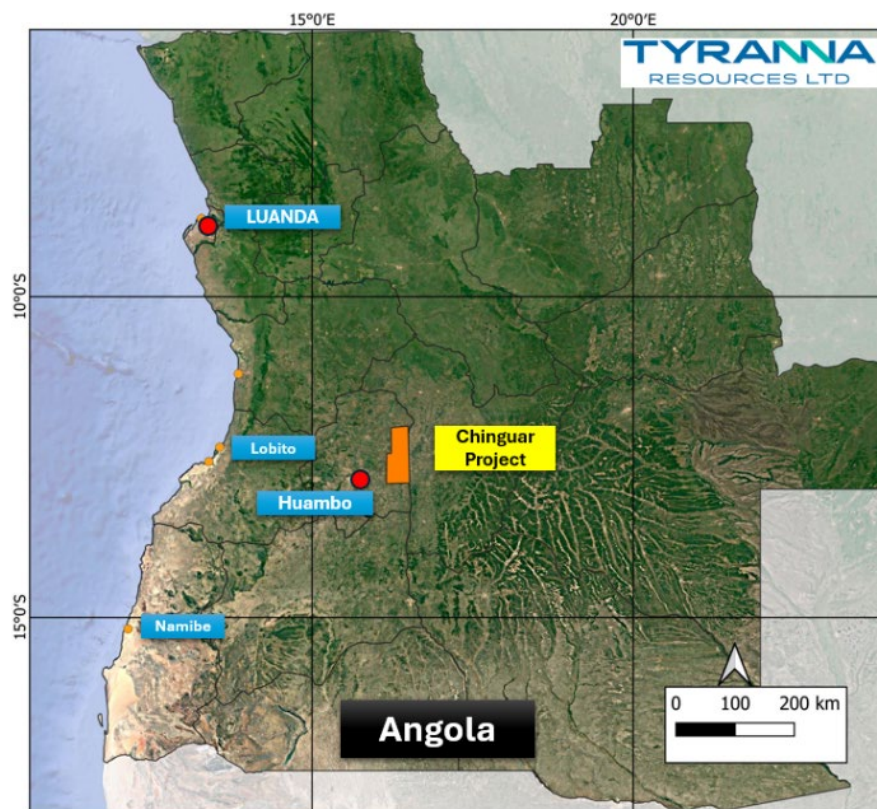 15°0'E
20°0'E
TYRANNA
RESOURCES LTD
LUANDA
10°0'S
Lobito
Chinguar
Project
Huambo
15°0'S
Namibe
0 100 200 km
Angola